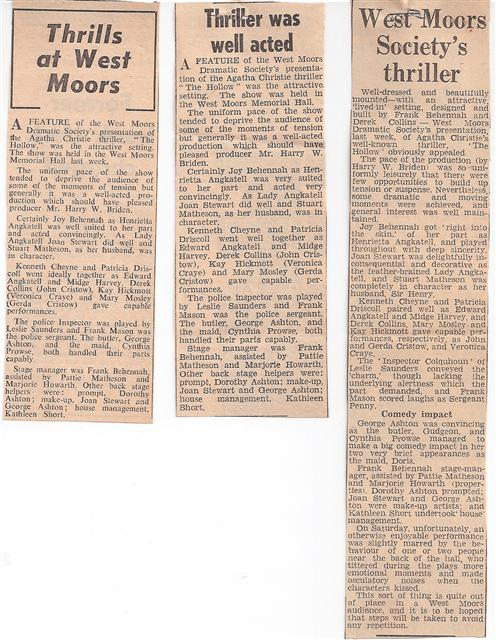 Thrills
at West
Moors
A FEATURE of the West Moors
Dramatic Society's presentation of
the Agatha Christie thriller, "The
Hollow," was the attractive setting.
The show was held in the West Moors
Memorial Hall last week.
The uniform pace of the show
tended to deprive the audience of
some of the moments of tension but
generally it is a well-acted produc-
tion, which should have pleased
producer Mr. Harry W. Briden.
Certainly Joy Behennah as Henrietta
Angkatell was well suited to her part
and acted convincingly. As Lady
Angkatell Joan Stewart did well and
Stuart Matheson, as her husband, was
in character.
Kenneth Cheyne and Patricia Dris-
coll went ideally together as Edward
Angkatell and Midge Harvey. Derek
Collins (John Cristow), Kay Hickmott
(Veronica Craye) and Mary Mosley
(Gerda Cristow) gave capable
performances.
The police inspector was played by
Leslie Saunders and Frank Mason was
the police sergeant. The butler, George
Ashton, and the maid, Cynthia
Prowse, both handled their parts
capably.
Stage manager was Frank Behennah,
assisted by Pattie Matheson and
Marjorie Howarth. Other back stage
helpers were: prompt, Dorothy
Ashton; make-up, Joan Stewart and
George Ashton; house management,
Kathleen Short.
Thriller was
well acted
A FEATURE of the West Moors
Dramatic Society's presenta-
tion of the Agatha Christie thriller
"The Hollow" was the attractive
setting. The show was held in the
West Moors Memorial Hall.
The uniform pace of the show
tended to deprive the audience of
some of the moments of tension
but generally it is a well-acted
production which should have
pleased producer Mr. Harry W.
Briden.
Certainly Joy Behennah as Hen-
rietta Angkatell was very suited
to her part and acted very
convincingly. As Lady Angkatell
Joan Stewart did well and Stuart
Matheson, as her husband, was in
character.
Kenneth Cheyne and Patricia
Driscoll went well together as
Edward Angkatell and Midge
Harvey. Derek Collins (John Cris-
tow), Kay Hickmott (Veronica
Craye) and Mary Mosley (Gerda
Cristow) gave capable per-
formances.
The police inspector was played
by Leslie Saunders and Frank
Mason was the police sergeant.
The butler, George Ashton, and
the maid, Cynthia Prowse, both
handled their parts capably.
Stage manager was Frank
Behennah, assisted by Pattie
Matheson and Marjorie Howarth.
Other back stage helpers were:
prompt, Dorothy Ashton; make-up,
Joan Stewart and George Ashton;
house management, Kathleen
Short.
West Moors
Society's
thriller
Well-dressed and beautifully
mounted—with an attractive
'lived-in' setting, designed and
built by Frank Behennah and
Derek Collins — West Moors
Dramatic Society's presentation,
last week, of Agatha Christie's
well-known thriller, 'The
Hollow' obviously appealed.
The pace of the production (by
Harry W. Briden) was so uni-
formly leisurely that there were
few opportunities to build up
tension or suspense. Nevertheless,
some dramatic and moving
moments were achieved, and
general interest was well main-
tained.
Joy Behennah got 'right into
the skin' of her part as
Henrietta Angkatell, and played
throughout with deep sincerity.
Joan Stewart was delightfully in-
consequential and decorative as
the feather-brained Lady Angka-
tell, and Stuart Matheson was
completely in character as her
husband, Sir Henry.
Kenneth Cheyne and Patricia
Driscoll paired well as Edward
Angkatell and Midge Harvey, and
Derek Collins, Mary Mosley and
Kay Hickmott gave capable per-
formances, respectively, as John
and Gerda Cristow, and Veronica
Craye.
The 'Inspector Colquhoun' of
Leslie Saunders conveyed the
'charm,' though lacking the
underlying alertness which the
part demanded, and Frank
Mason scored laughs as Sergeant
Penny.
Comedy impact
George Ashton was convincing
as the butler, Gudgeon, and
Cynthia Prowse managed to
make a big comedy impact in her
two very brief appearances as
the maid, Doris.
Frank Behennah stage-man-
ager, assisted by Pattie Matheson
and Marjorie Howarth (proper-
ties). Dorothy Ashton prompted;
Joan Stewart and George Ash-
ton were make-up artists; and
Kathleen Short undertook house
management.
On Saturday, unfortunately, an
otherwise enjoyable performance
was slightly marred by the be-
haviour of one or two people
near the back of the hall, who
tittered during the plays more
emotional moments and made
osculatory noises when the
characters kissed.
This sort of thing is quite out
of place in a West Moors
audience, and it is to be hoped
that steps will be taken to avoid
any repetition.